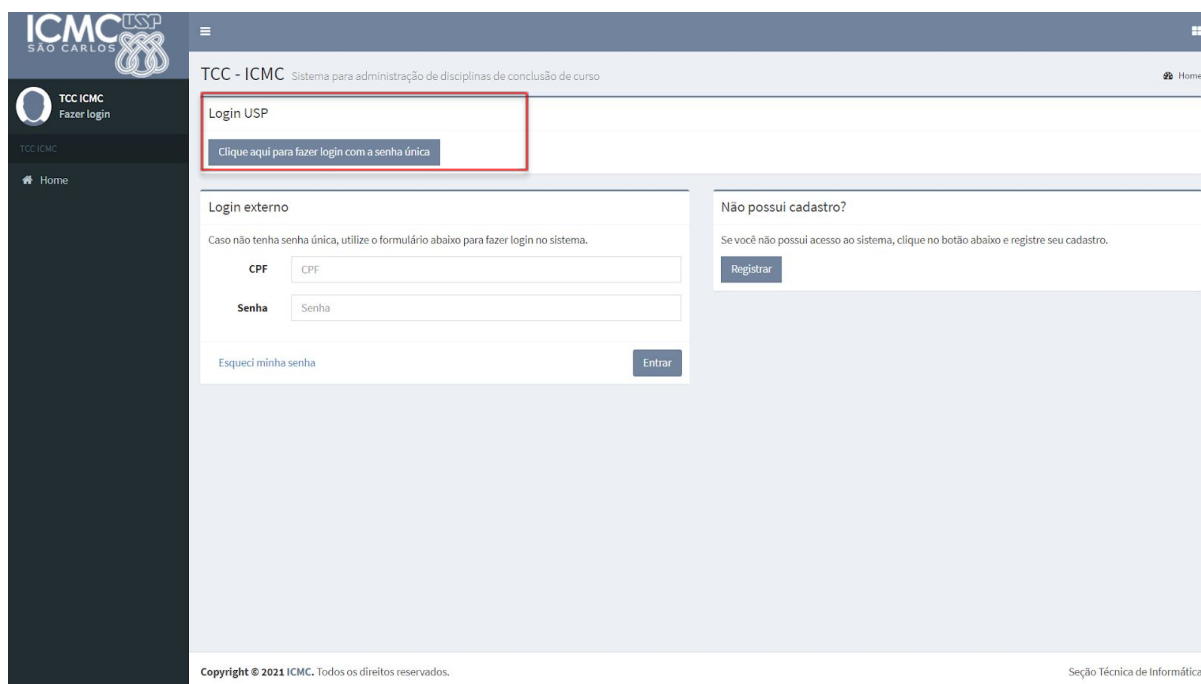 ICMC USP
SÃO CARLOS
TCC ICMC
Fazer login
TCC ICMC
Home
TCC - ICMC Sistema para administração de disciplinas de conclusão de curso
Home
Login USP
Clique aqui para fazer login com a senha única
Login externo
Caso não tenha senha única, utilize o formulário abaixo para fazer login no sistema.
CPF CPF
Senha Senha
Esqueci minha senha Entrar
Não possui cadastro?
Se você não possui acesso ao sistema, clique no botão abaixo e registre seu cadastro.
Registrar
Copyright © 2021 ICMC. Todos os direitos reservados. Seção Técnica de Informática